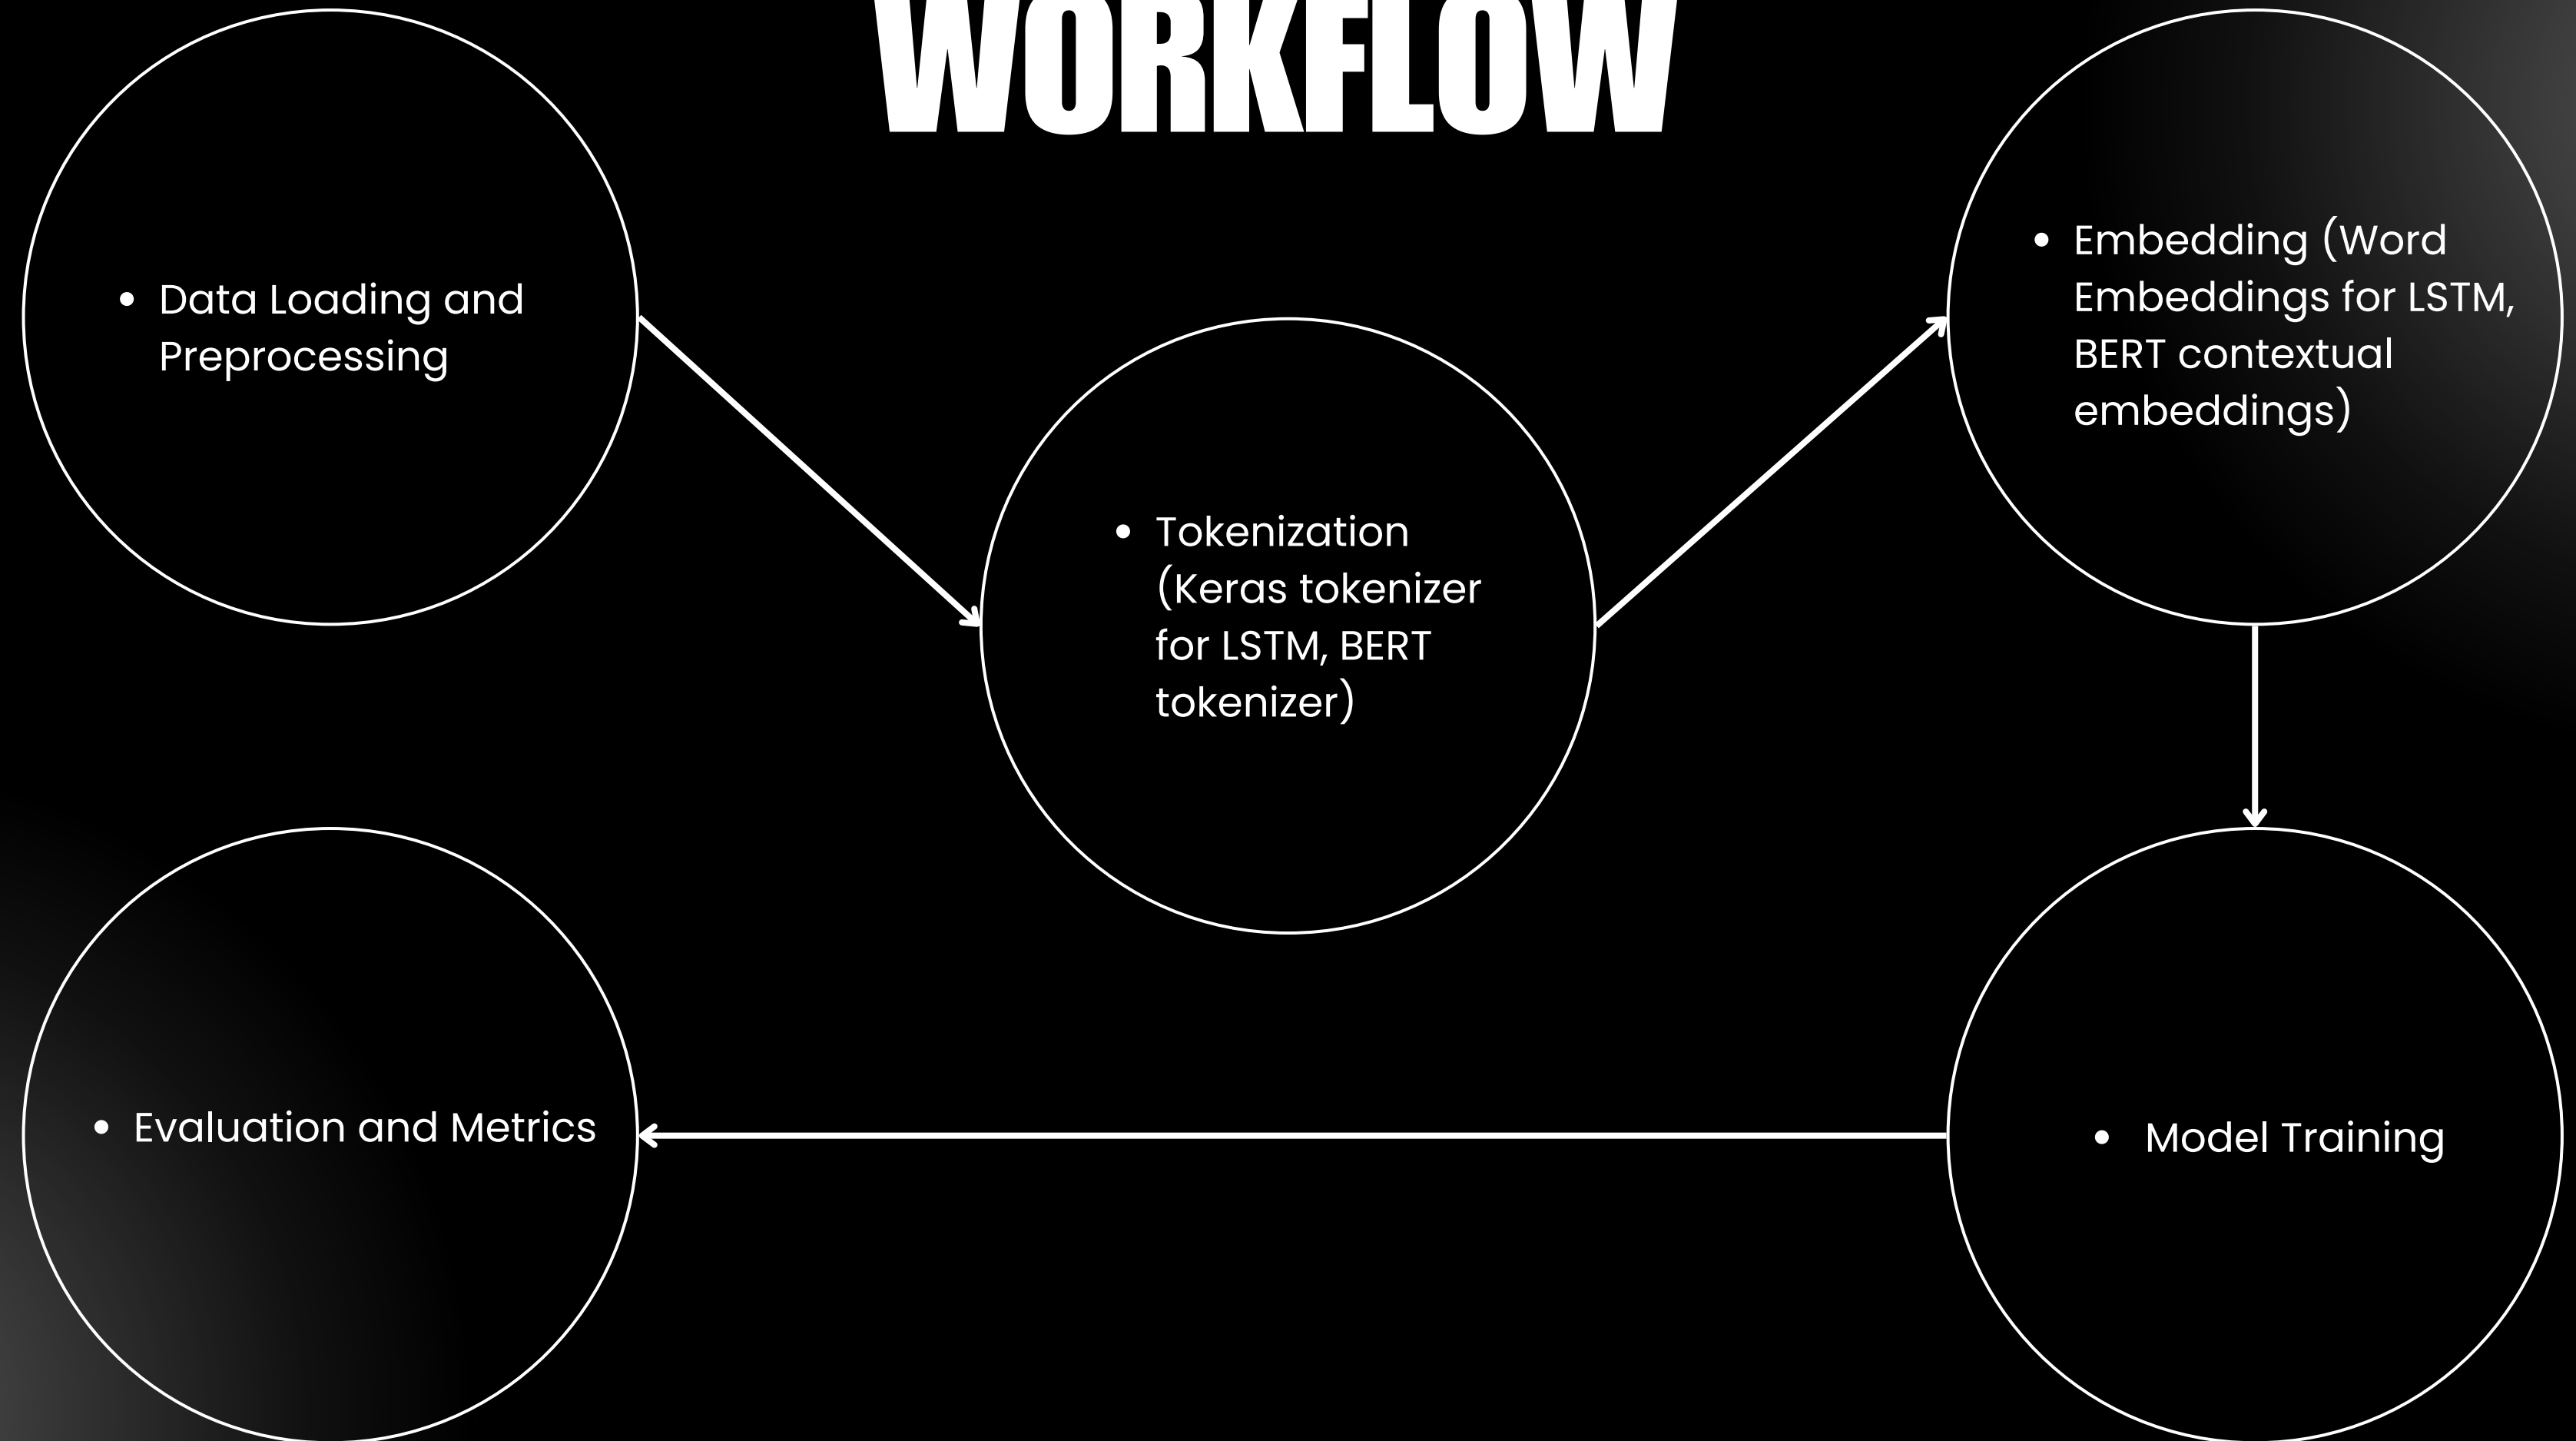 WORKFLOW
• Data Loading and
Preprocessing
• Tokenization
(Keras tokenizer
for LSTM, BERT
tokenizer)
• Embedding (Word
Embeddings for LSTM,
BERT contextual
embeddings)
• Model Training
• Evaluation and Metrics